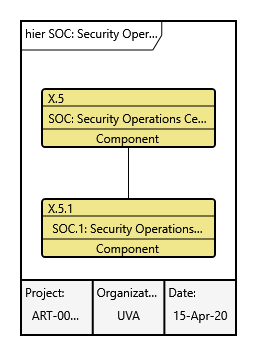 hier SOC: Security Oper...
X.5
SOC: Security Operations Ce...
Component
X.5.1
SOC.1: Security Operations...
Component
Project:
ART-00...
Organizat...
UVA
Date:
15-Apr-20